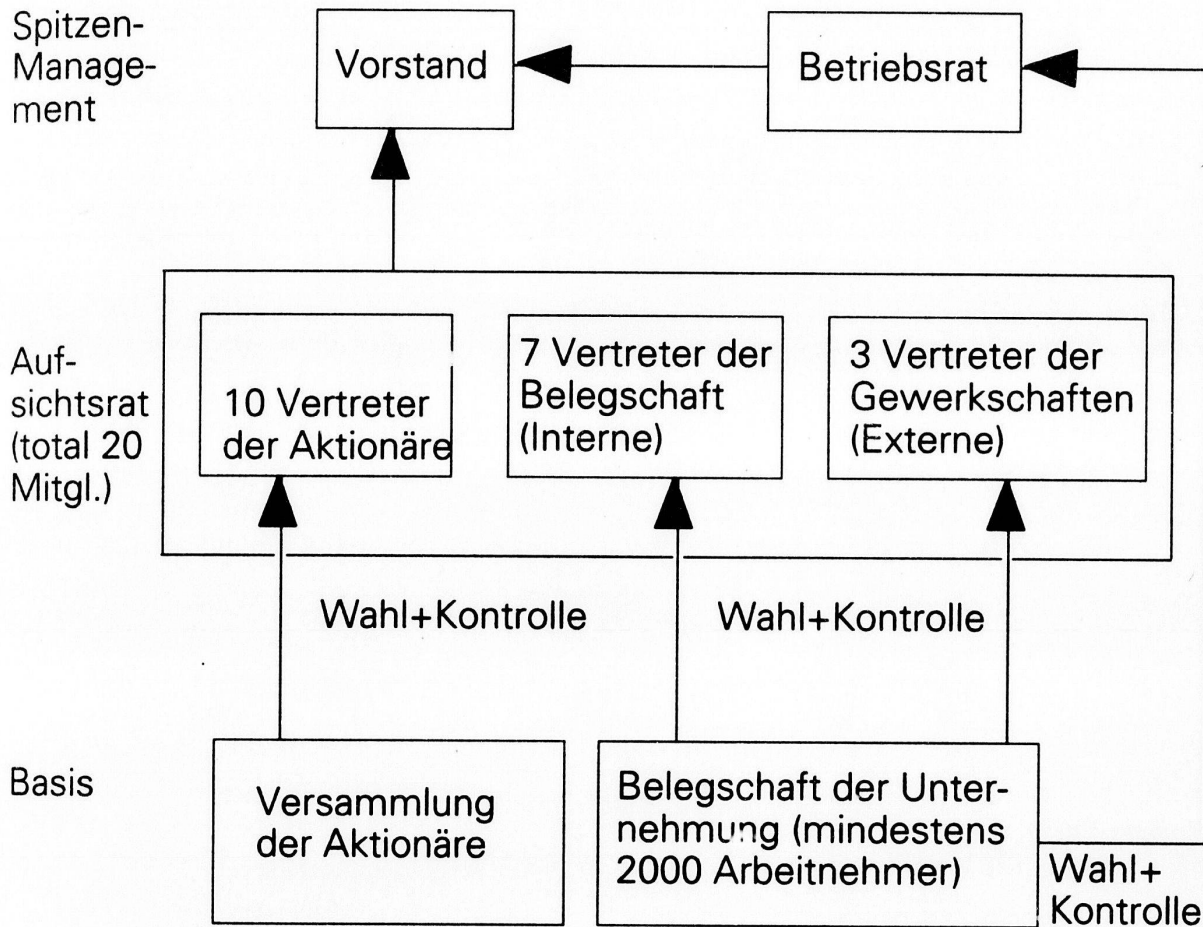 Spitzen-
Manage-
ment
Vorstand
Betriebsrat
Auf-
sichtsrat
(total 20
Mitgl.)
10 Vertreter
der Aktionäre
7 Vertreter der
Belegschaft
(Interne)
3 Vertreter der
Gewerkschaften
(Externe)
Wahl+Kontrolle
Wahl+Kontrolle
Basis
Versammlung
der Aktionäre
Belegschaft der Unter-
nehmung (mindestens
2000 Arbeitnehmer)
Wahl+
Kontrolle